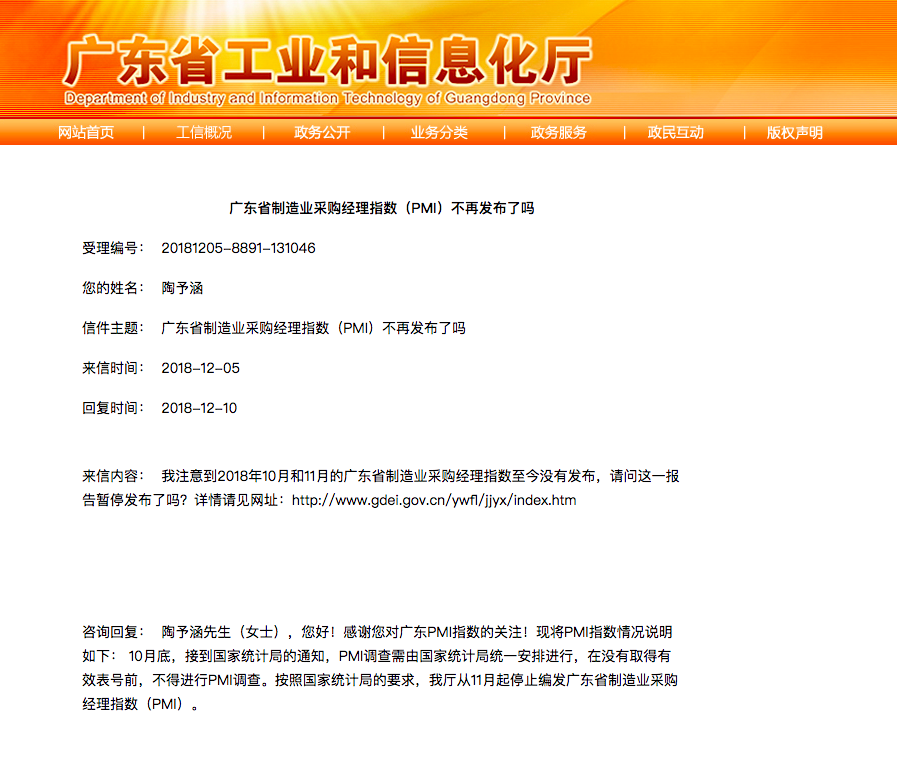 广东省工业和信息化厅
Department of Industry and Information Technology of Guangdong Province
网站首页 | 工信概况 | 政务公开 | 业务分类 | 政务服务 | 政民互动 | 版权声明
广东省制造业采购经理指数（PMI）不再发布了吗
受理编号： 20181205-8891-131046
您的姓名： 陶予涵
信件主题： 广东省制造业采购经理指数（PMI）不再发布了吗
来信时间： 2018-12-05
回复时间： 2018-12-10
来信内容： 我注意到2018年10月和11月的广东省制造业采购经理指数至今没有发布，请问这一报
告暂停发布了吗？详情请见网址：http://www.gdei.gov.cn/ywfl/jjyx/index.htm
咨询回复： 陶予涵先生（女士），您好！感谢您对广东PMI指数的关注！现将PMI指数情况说明
如下： 10月底，接到国家统计局的通知，PMI调查需由国家统计局统一安排进行，在没有取得有
效表号前，不得进行PMI调查。按照国家统计局的要求，我厅从11月起停止编发广东省制造业采购
经理指数（PMI）。